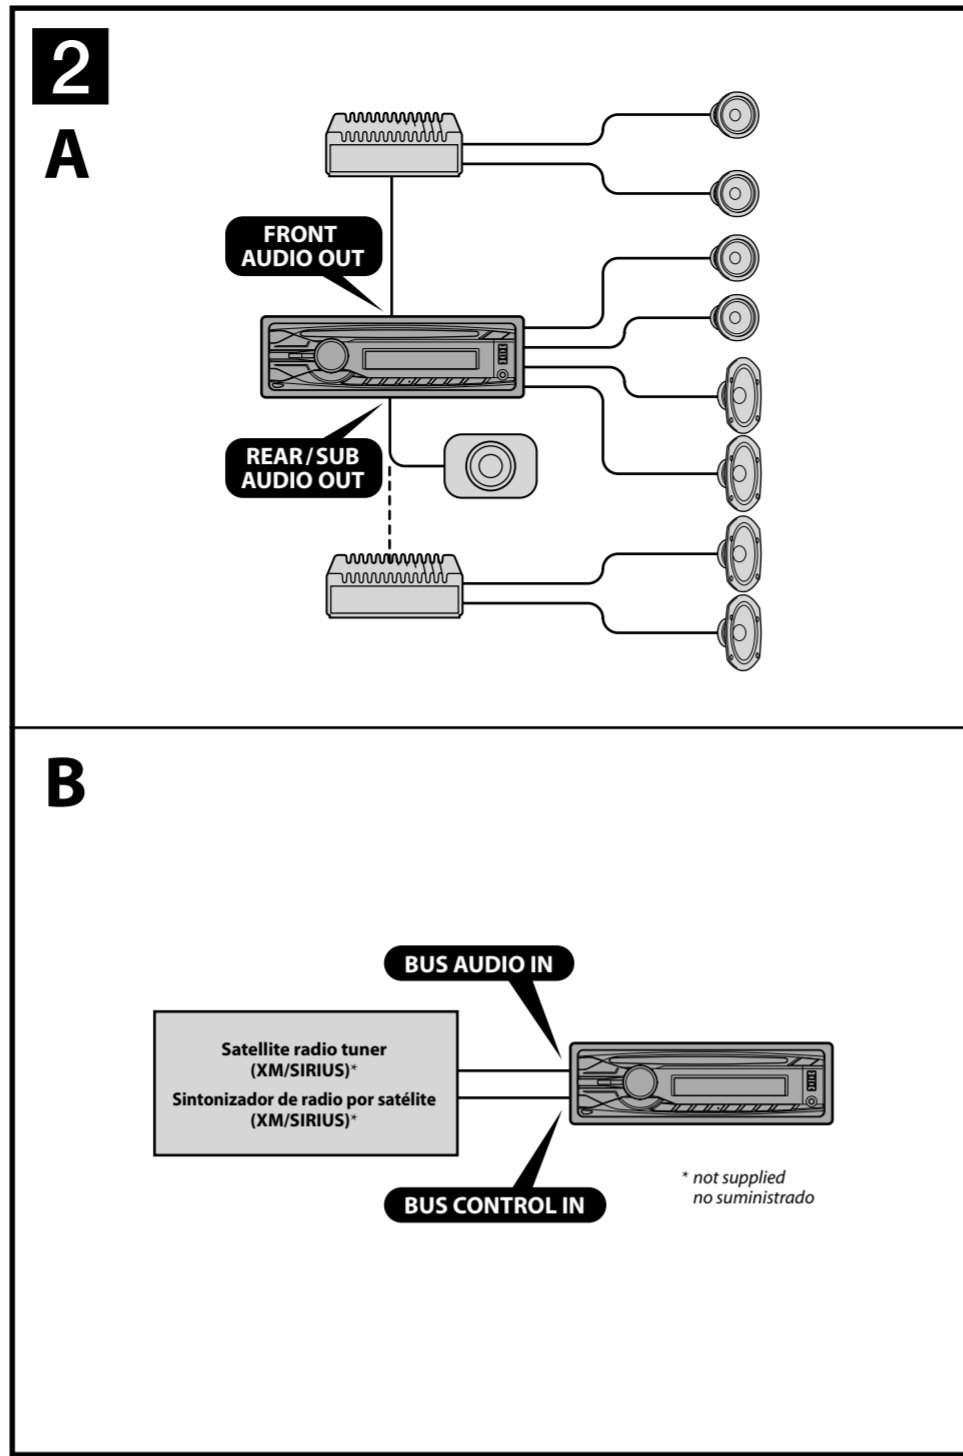 2
A
FRONT
AUDIO OUT
REAR/SUB
AUDIO OUT
B
BUS AUDIO IN
Satellite radio tuner
(XM/SIRIUS)*
Sintonizador de radio por satélite
(XM/SIRIUS)*
* not supplied
no suministrado
BUS CONTROL IN